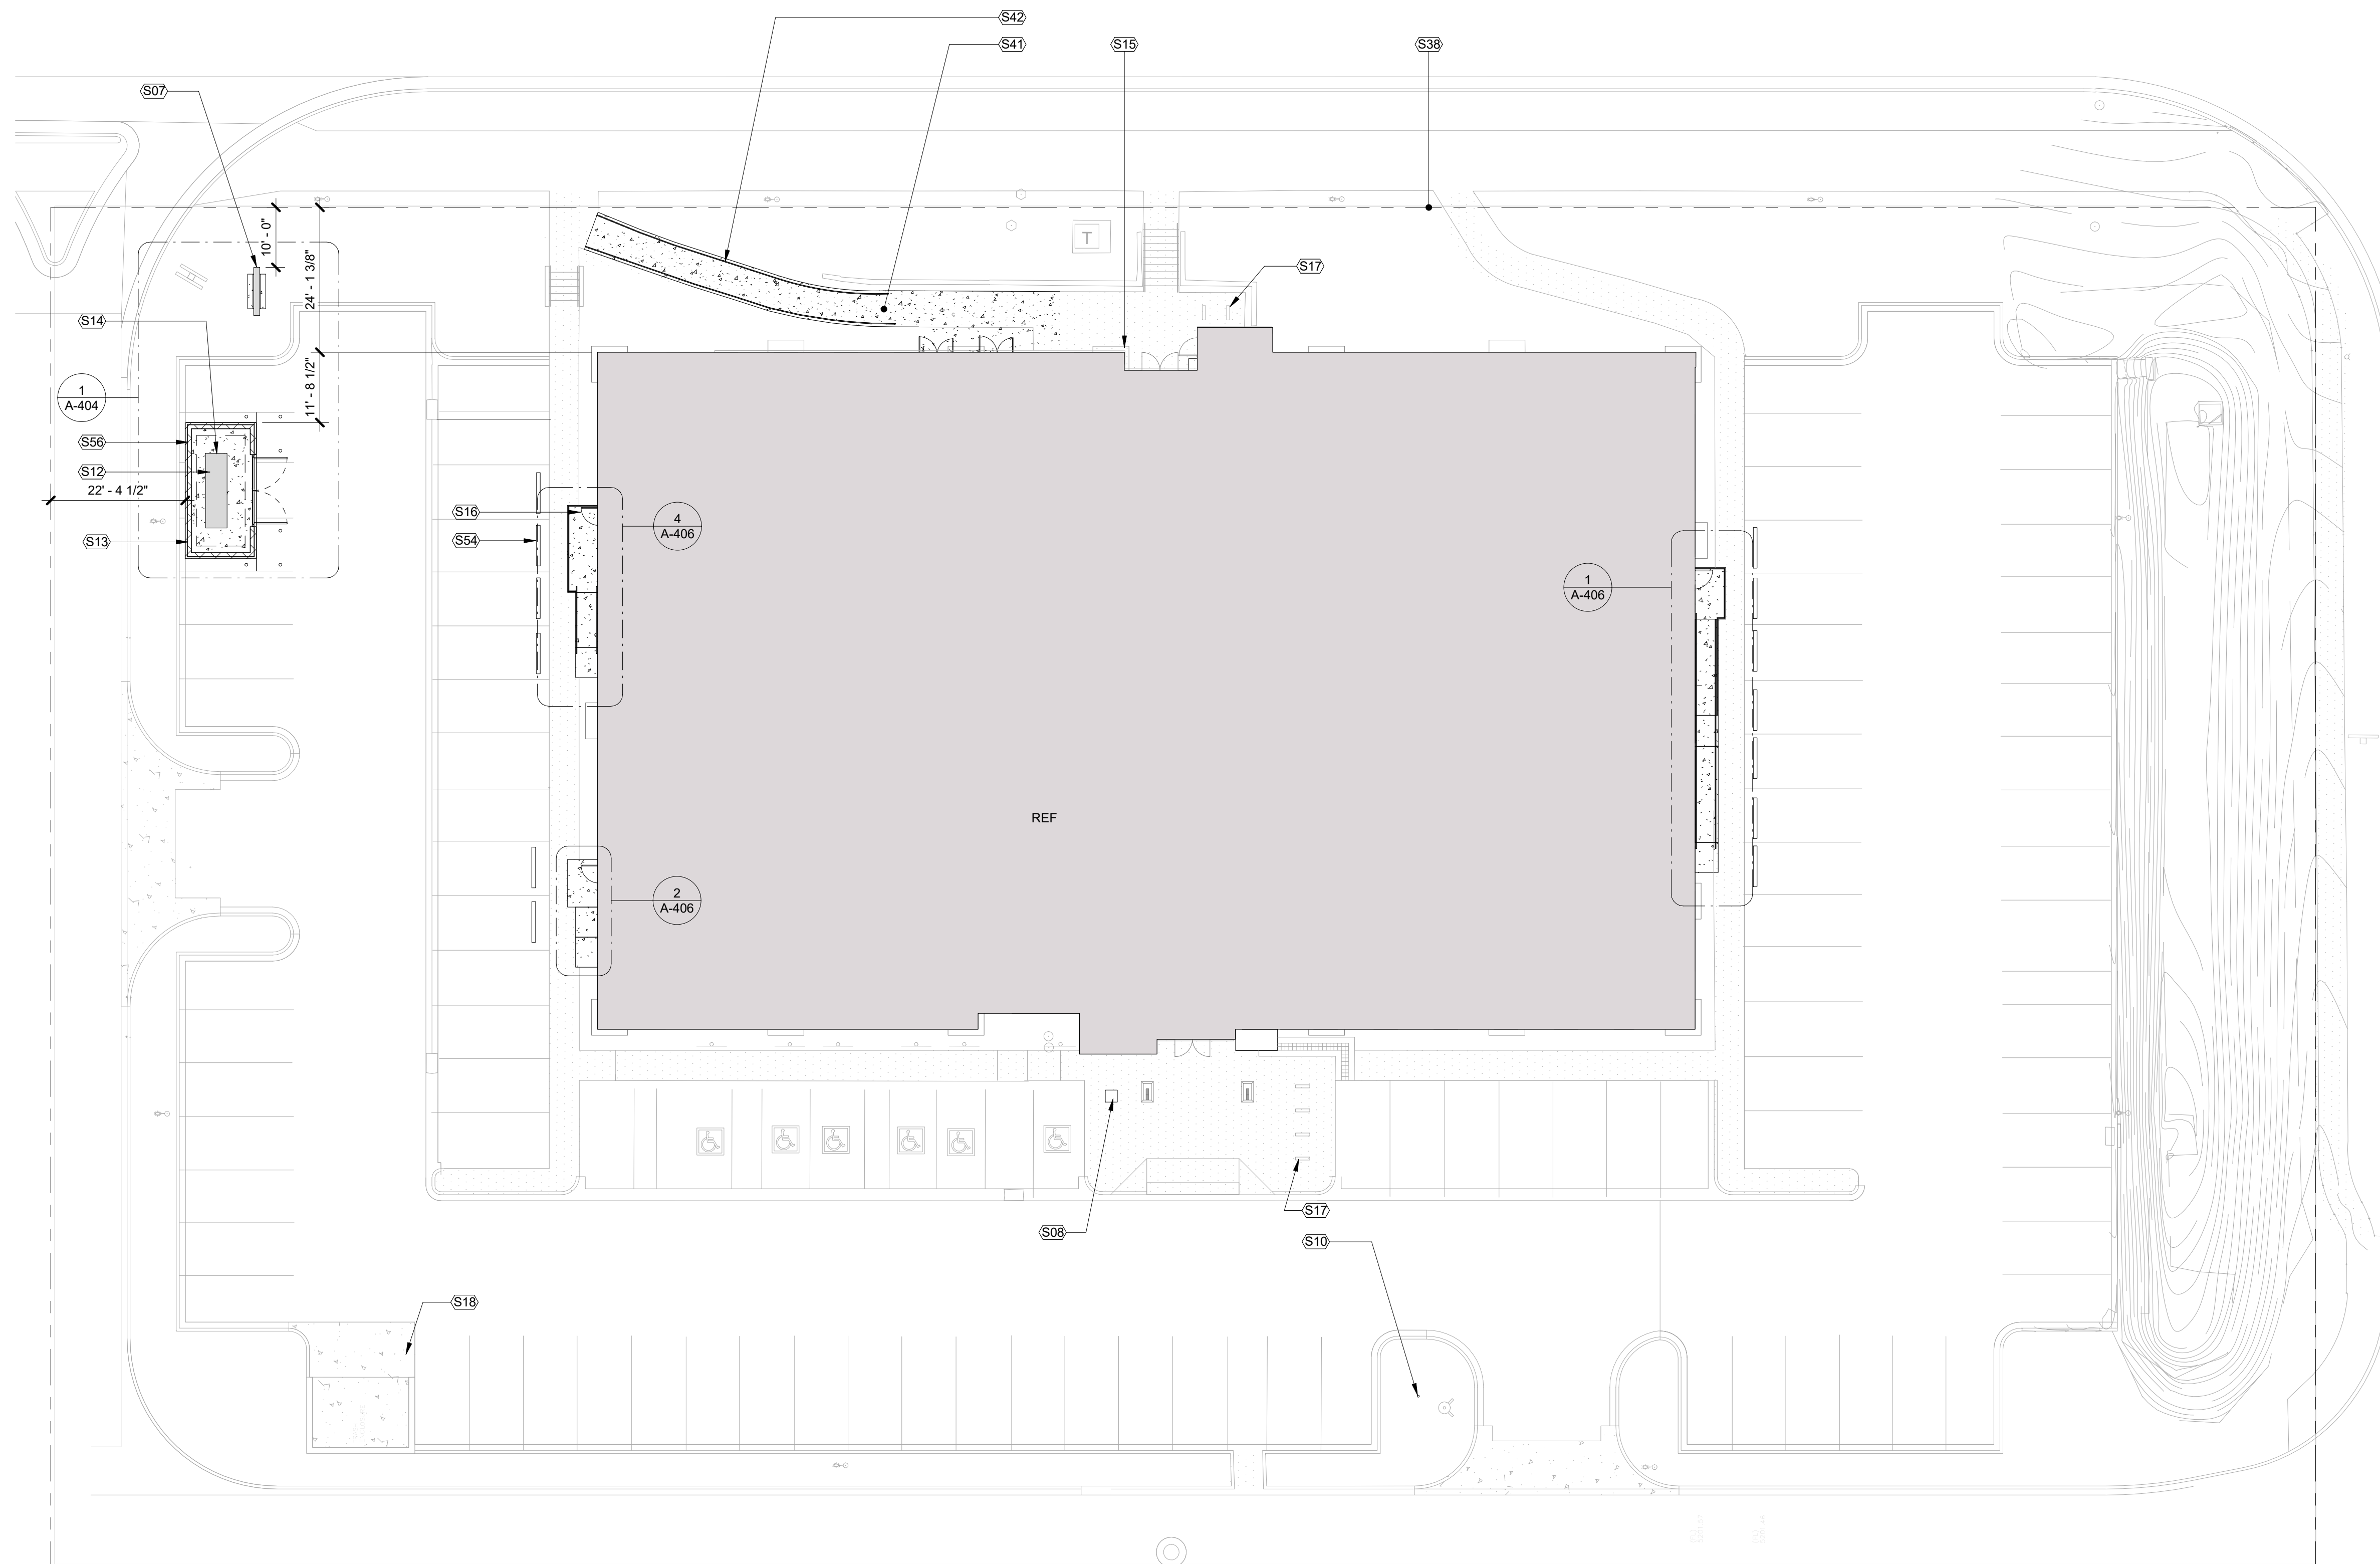 S42
S41
S15
S38
S07
10' - 0"
T
24' - 1 3/8"
S17
S14
1
A-404
11' - 8 1/2"
S56
S12
22' - 4 1/2"
S13
S16
S54
4
A-406
1
A-406
REF
2
A-406
S08
S17
S10
S18